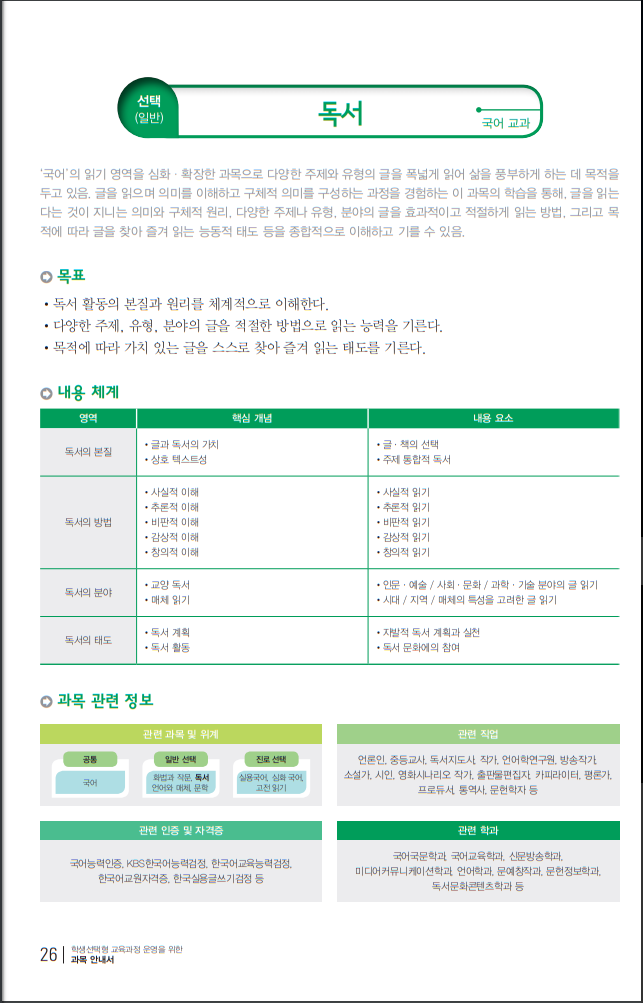 선택
(일반)
독서
국어 교과
‘국어’의 읽기 영역을 심화 · 확장한 과목으로 다양한 주제와 유형의 글을 폭넓게 읽어 삶을 풍부하게 하는 데 목적을
두고 있음. 글을 읽으며 의미를 이해하고 구체적 의미를 구성하는 과정을 경험하는 이 과목의 학습을 통해, 글을 읽는
다는 것이 지니는 의미와 구체적 원리, 다양한 주제나 유형, 분야의 글을 효과적이고 적절하게 읽는 방법, 그리고 목
적에 따라 글을 찾아 즐겨 읽는 능동적 태도 등을 종합적으로 이해하고 기를 수 있음.
목표
• 독서 활동의 본질과 원리를 체계적으로 이해한다.
• 다양한 주제, 유형, 분야의 글을 적절한 방법으로 읽는 능력을 기른다.
• 목적에 따라 가치 있는 글을 스스로 찾아 즐겨 읽는 태도를 기른다.
내용 체계
영역 핵심 개념 내용 요소
독서의 본질
• 글과 독서의 가치
• 상호 텍스트성
• 글 · 책의 선택
• 주제 통합적 독서
독서의 방법
• 사실적 이해
• 추론적 이해
• 비판적 이해
• 감상적 이해
• 창의적 이해
• 사실적 읽기
• 추론적 읽기
• 비판적 읽기
• 감상적 읽기
• 창의적 읽기
독서의 분야
• 교양 독서
• 매체 읽기
• 인문 · 예술 / 사회 · 문화 / 과학 · 기술 분야의 글 읽기
• 시대 / 지역 / 매체의 특성을 고려한 글 읽기
독서의 태도
• 독서 계획
• 독서 활동
• 자발적 독서 계획과 실천
• 독서 문화에의 참여
과목 관련 정보
관련 과목 및 위계
공통
국어
일반 선택
화법과 작문, 독서
언어와 매체, 문학
진로 선택
실용국어, 심화 국어,
고전 읽기
관련 직업
언론인, 중등교사, 독서지도사, 작가, 언어학연구원, 방송작가,
소설가, 시인, 영화시나리오 작가, 출판물편집자, 카피라이터, 평론가,
프로듀서, 통역사, 문헌학자 등
관련 인증 및 자격증
국어능력인증, KBS한국어능력검정, 한국어교육능력검정,
한국어교원자격증, 한국실용글쓰기검정 등
관련 학과
국어국문학과, 국어교육학과, 신문방송학과,
미디어커뮤니케이션학과, 언어학과, 문예창작과, 문헌정보학과,
독서문화콘텐츠학과 등
26
학생선택형 교육과정 운영을 위한
과목 안내서